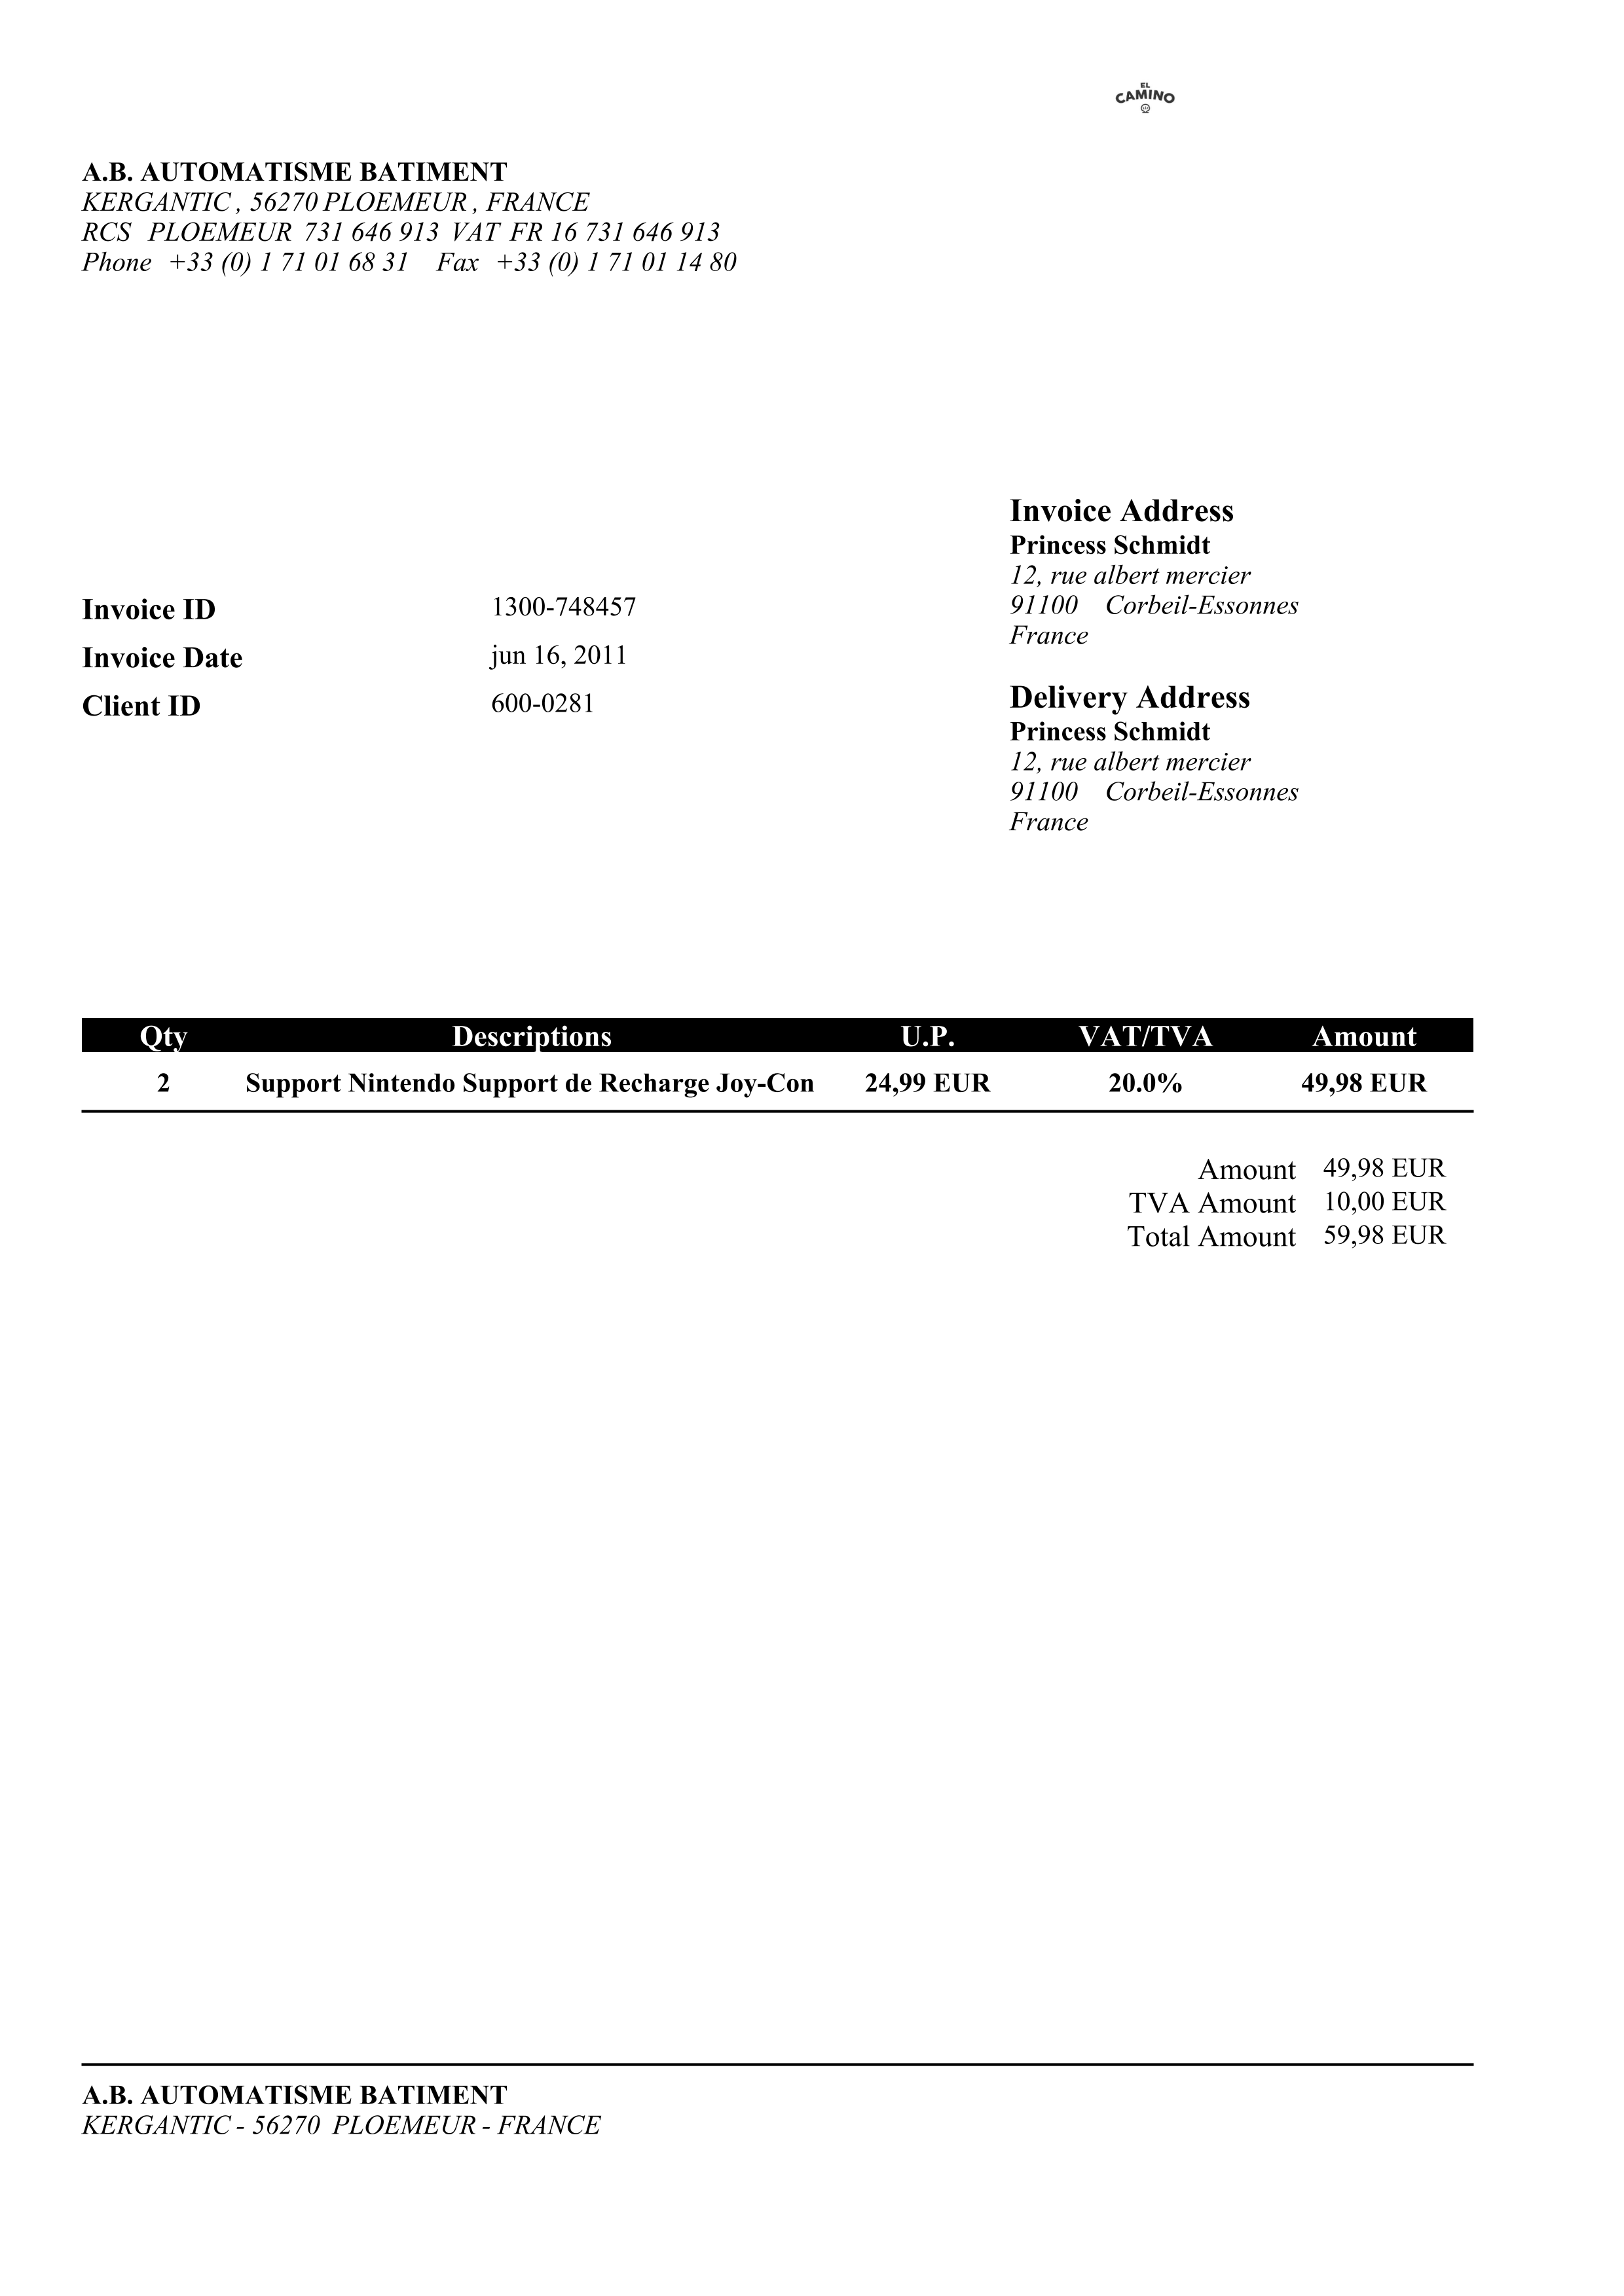 EL
CAMINO
A.B. AUTOMATISME BATIMENT
KERGANTIC , 56270 PLOEMEUR , FRANCE
RCS PLOEMEUR 731 646 913 VAT FR 16 731 646 913
Phone +33 (0) 1 71 01 68 31 Fax +33 (0) 1 71 01 14 80
Invoice ID 1300-748457
Invoice Date jun 16, 2011
Client ID 600-0281
Invoice Address
Princess Schmidt
12, rue albert mercier
91100 Corbeil-Essonnes
France
Delivery Address
Princess Schmidt
12, rue albert mercier
91100 Corbeil-Essonnes
France
Qty Descriptions U.P. VAT/TVA Amount
2 Support Nintendo Support de Recharge Joy-Con 24,99 EUR 20.0% 49,98 EUR
Amount 49,98 EUR
TVA Amount 10,00 EUR
Total Amount 59,98 EUR
A.B. AUTOMATISME BATIMENT
KERGANTIC - 56270 PLOEMEUR - FRANCE